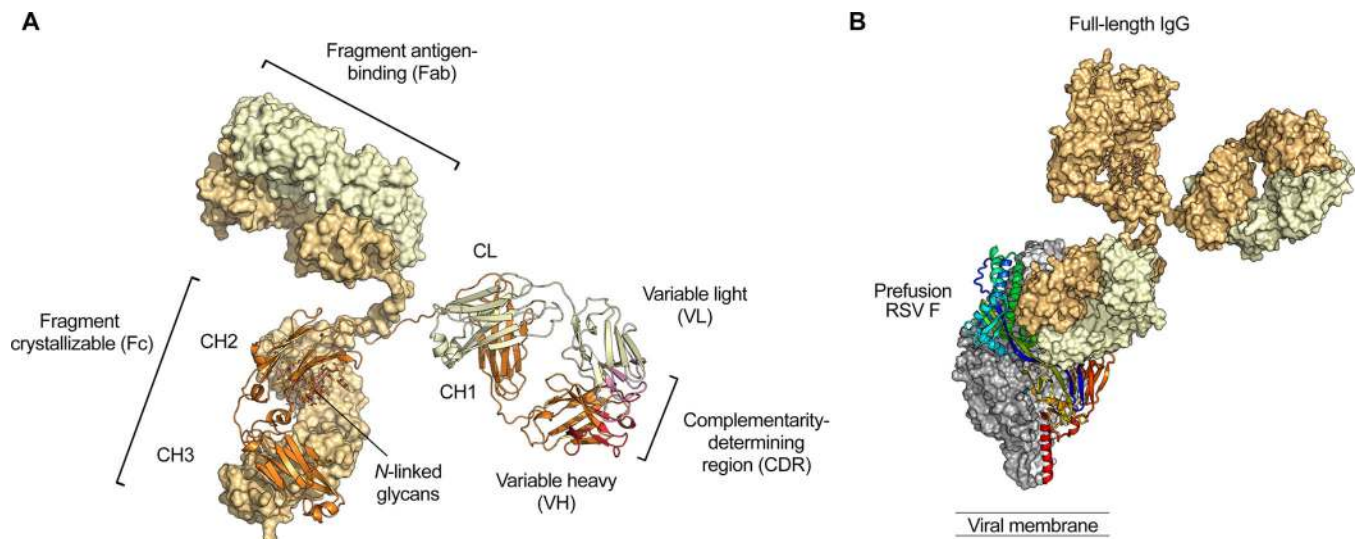 A
Fragment antigen-
binding (Fab)
Fragment
crystallizable (Fc)
CH2
CH3
N-linked
glycans
CL
CH1
Variable light
(VL)
Complementarity-
determining
region (CDR)
Variable heavy
(VH)
B
Full-length IgG
Prefusion
RSV F
Viral membrane